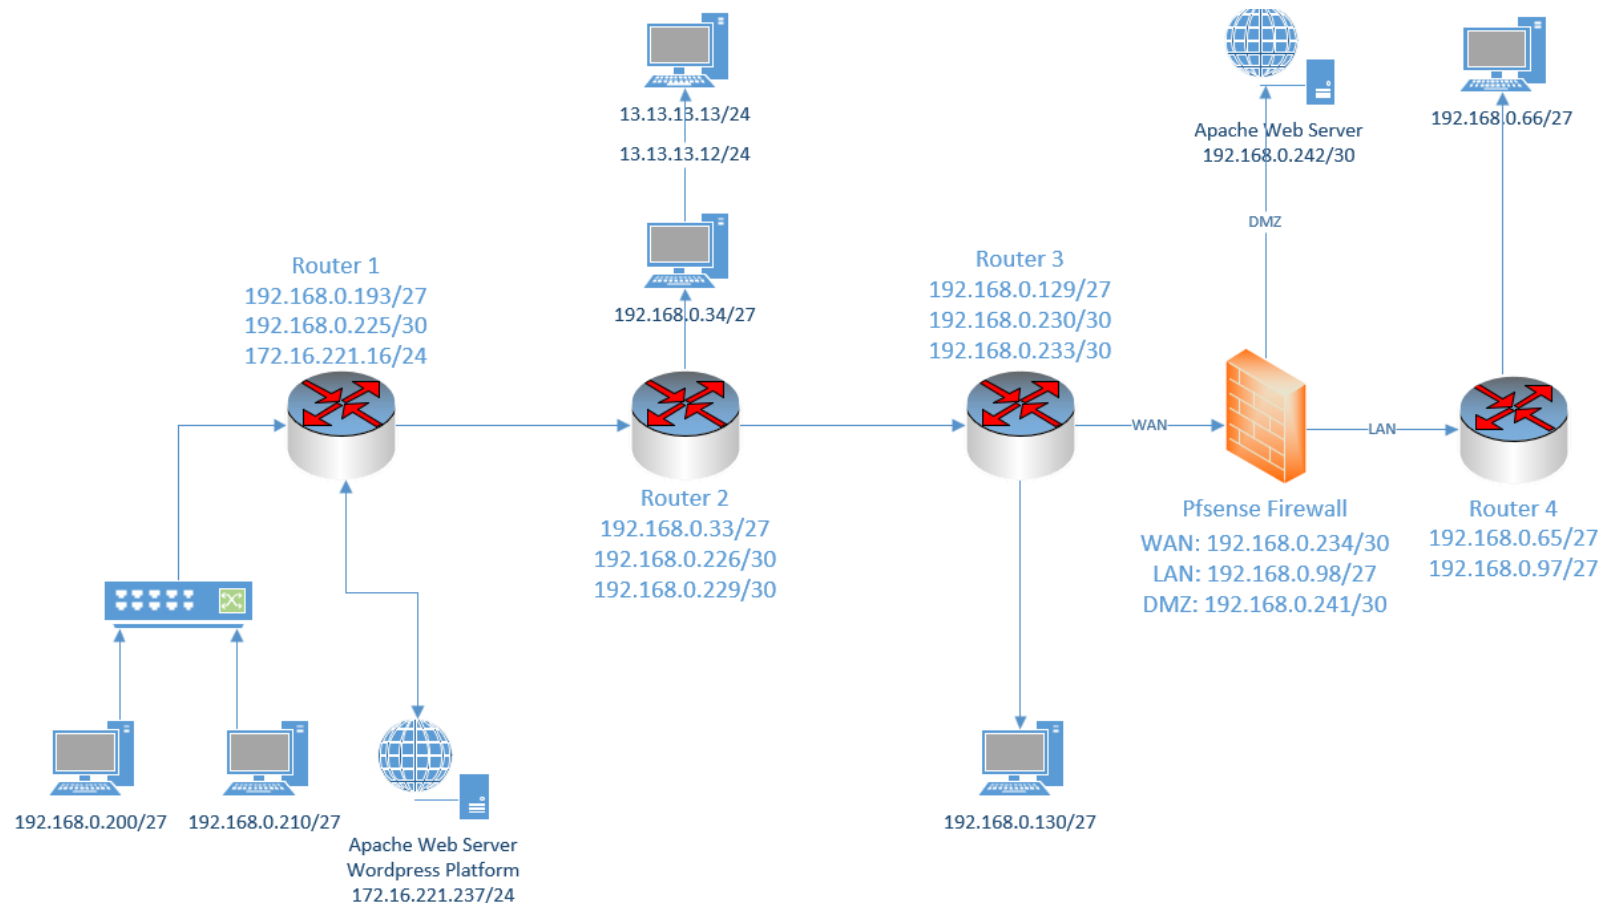 13.13.13.13/24
13.13.13.12/24
192.168.0.34/27
Apache Web Server
192.168.0.242/30
DMZ
192.168.0.66/27
Router 1
192.168.0.193/27
192.168.0.225/30
172.16.221.16/24
Router 2
192.168.0.33/27
192.168.0.226/30
192.168.0.229/30
Router 3
192.168.0.129/27
192.168.0.230/30
192.168.0.233/30
WAN
LAN
Pfsense Firewall
WAN: 192.168.0.234/30
LAN: 192.168.0.98/27
DMZ: 192.168.0.241/30
Router 4
192.168.0.65/27
192.168.0.97/27
192.168.0.200/27
192.168.0.210/27
Apache Web Server
Wordpress Platform
172.16.221.237/24
192.168.0.130/27